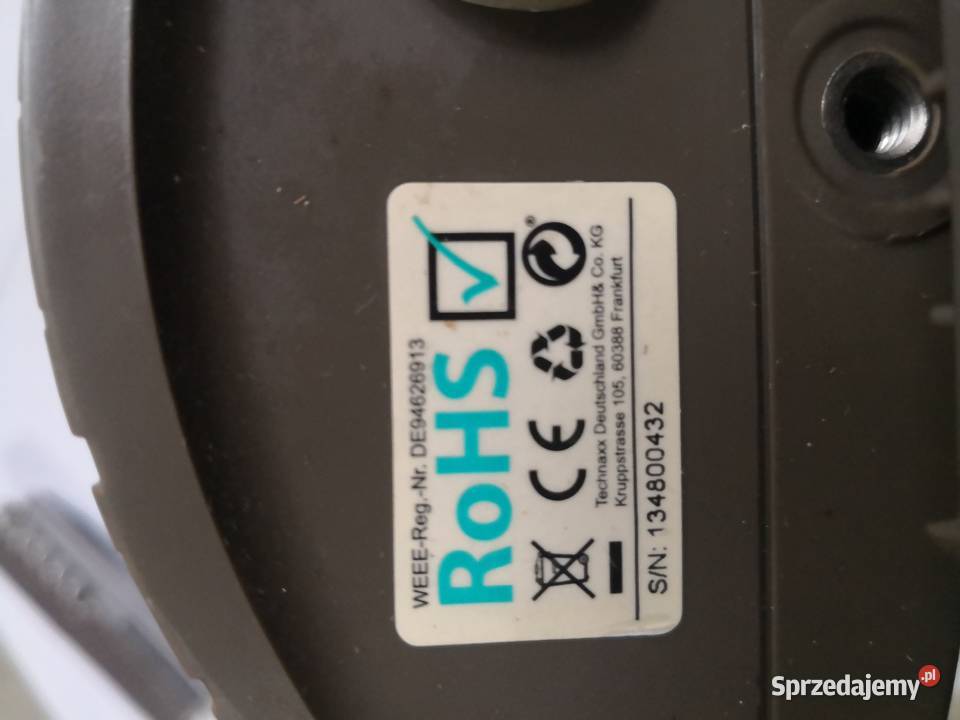 WEEE-Reg.-Nr. DE94626913
RoHS
CE
®
Technaxx Deutschland GmbH& Co. KG
Kruppstrasse 105, 60388 Frankfurt
S/N: 134800432
Sprzedajemy.pl